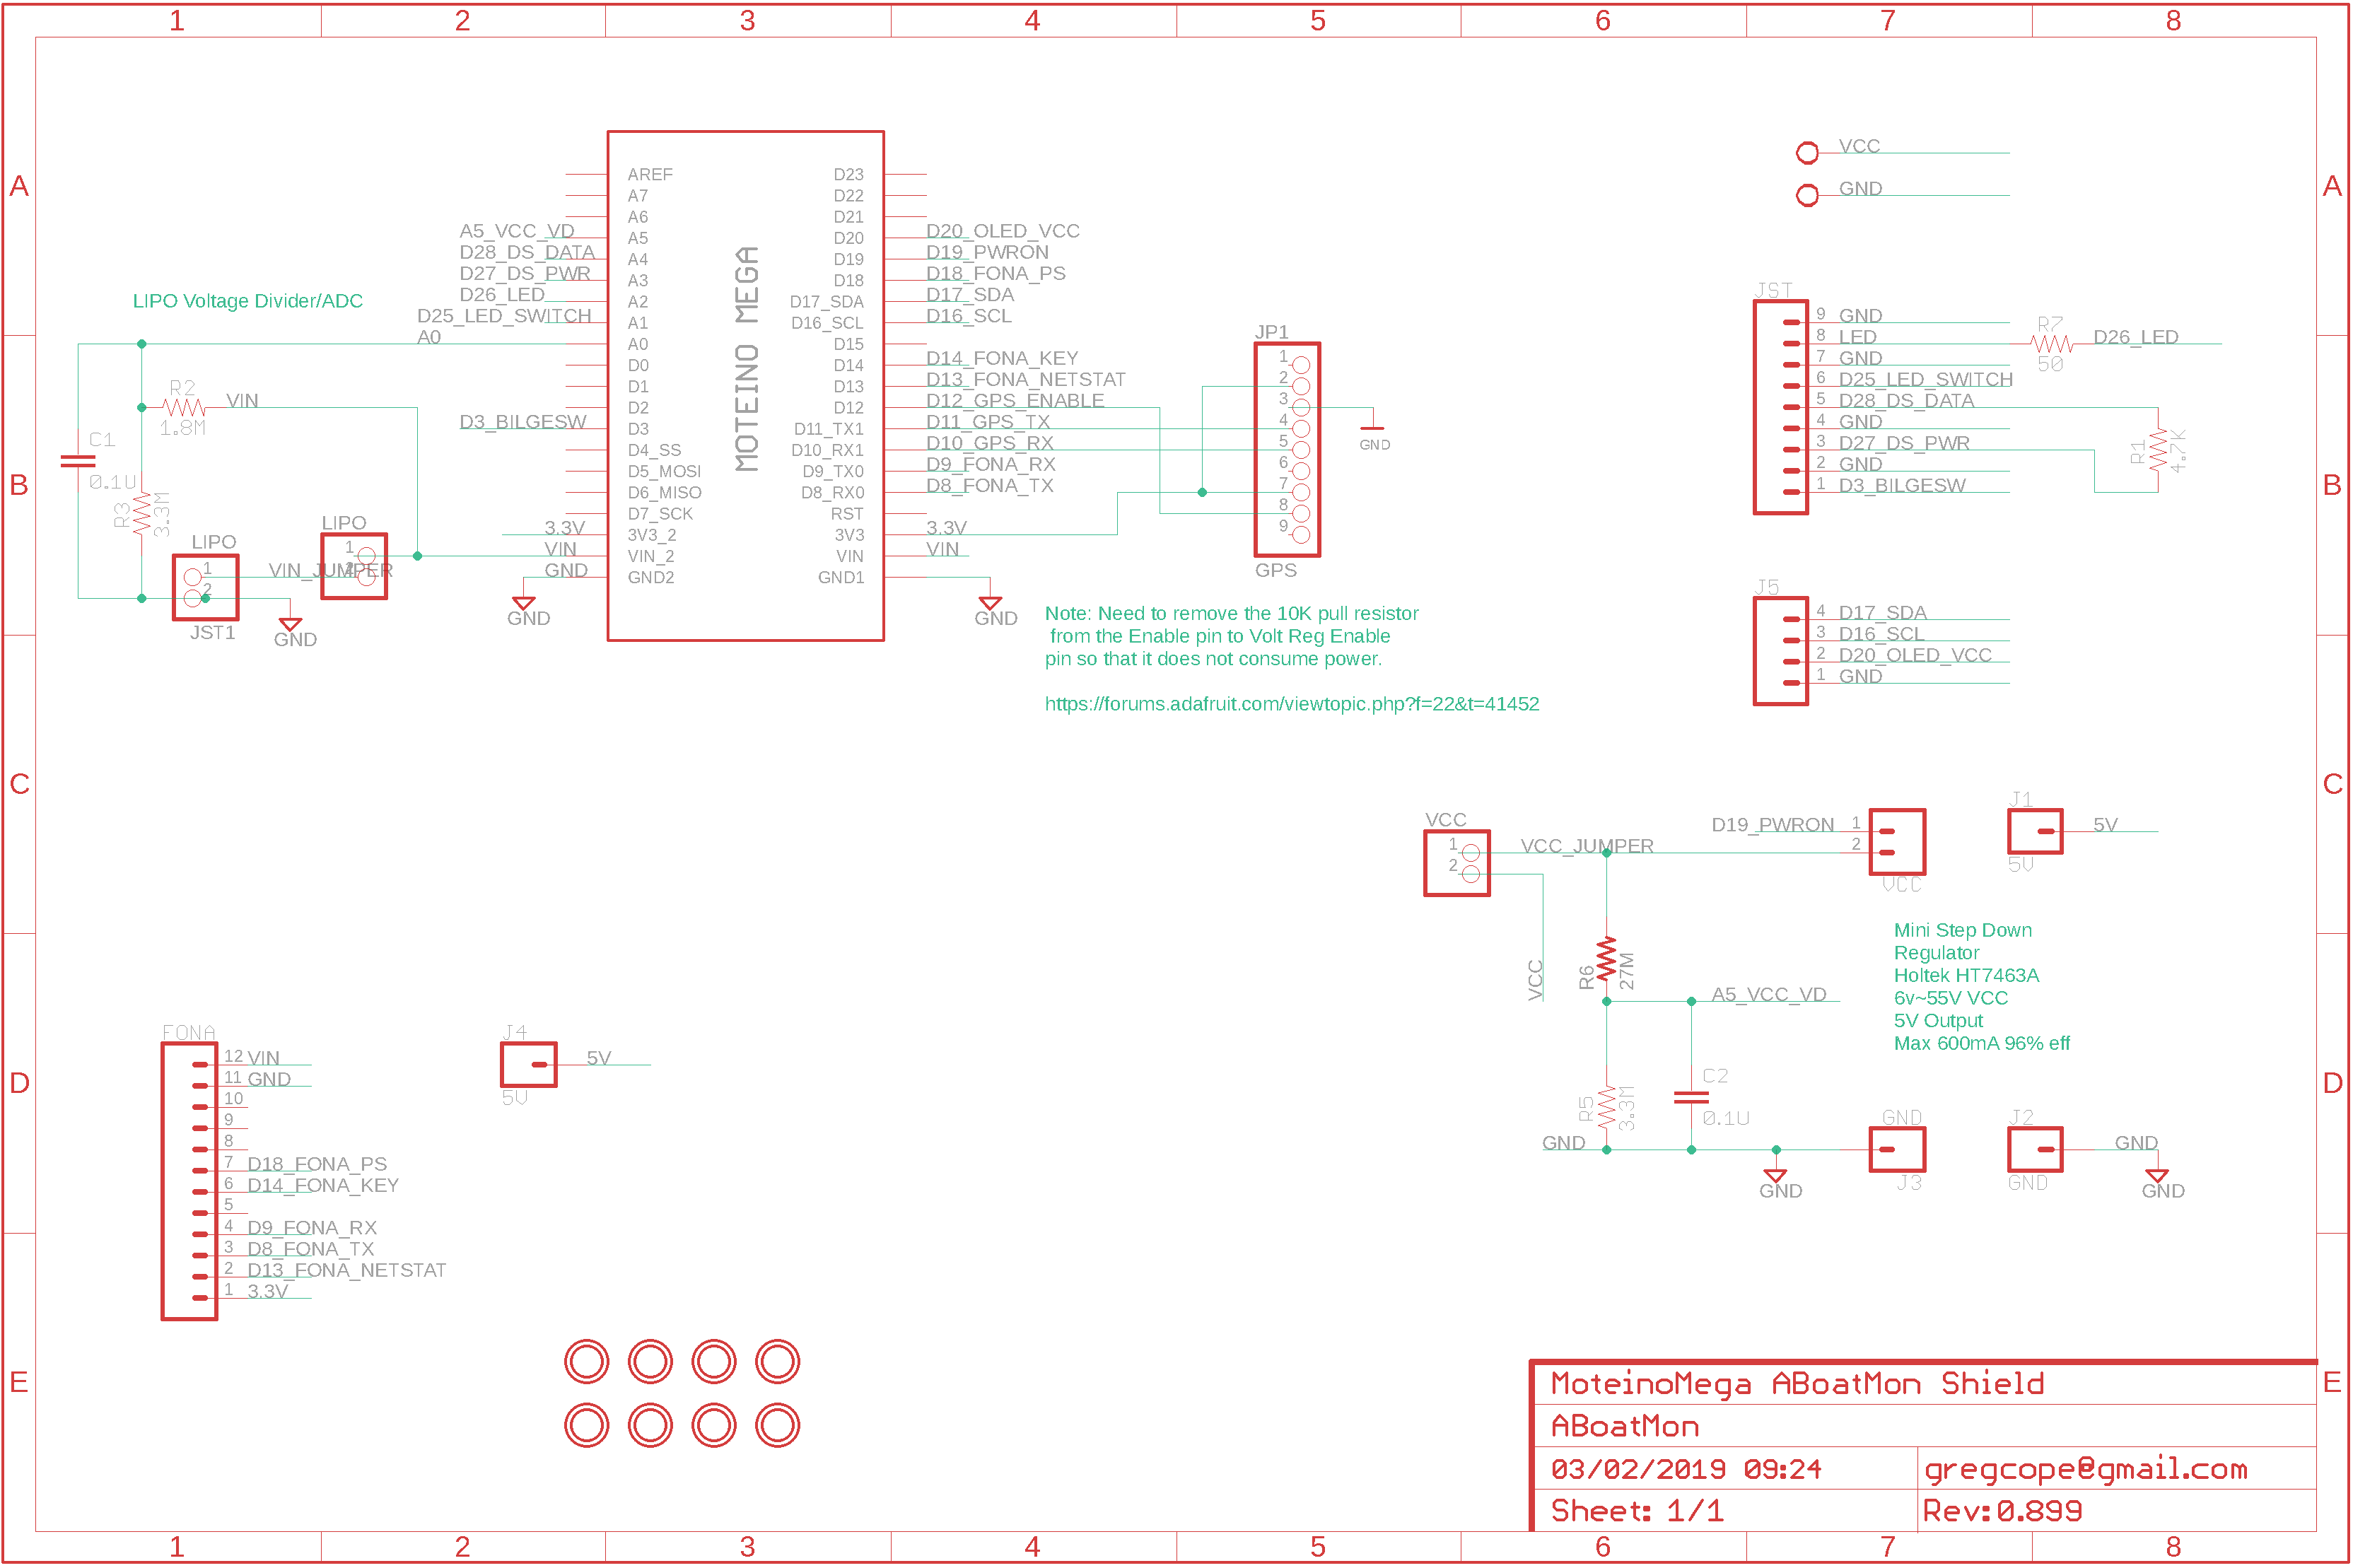 1 2 3 4 5 6 7 8
A
B
C
D
E
A
B
C
D
E
LIPO Voltage Divider/ADC
A5_VCC_VD
D28_DS_DATA
D27_DS_PWR
D26_LED
D25_LED_SWITCH
A0
D3_BILGESW
3.3V
VIN
GND
GND
R2
1.8M
VIN
C1
0.1U
R3
3.3M
LIPO
1
2
JST1
VIN_JUMPER
LIPO
1
2
GND
MOTEINO MEGA
AREF
A7
A6
A5
A4
A3
A2
A1
A0
D0
D1
D2
D3
D4_SS
D5_MOSI
D6_MISO
D7_SCK
3V3_2
VIN_2
GND2
D23
D22
D21
D20
D19
D18
D17_SDA
D16_SCL
D15
D14
D13
D12
D11_TX1
D10_RX1
D9_TX0
D8_RX0
RST
3V3
VIN
GND1
D20_OLED_VCC
D19_PWRON
D18_FONA_PS
D17_SDA
D16_SCL
D14_FONA_KEY
D13_FONA_NETSTAT
D12_GPS_ENABLE
D11_GPS_TX
D10_GPS_RX
D9_FONA_RX
D8_FONA_TX
3.3V
VIN
GND
JP1
1
2
3
4
5
6
7
8
9
GPS
GND
Note: Need to remove the 10K pull resistor
from the Enable pin to Volt Reg Enable
pin so that it does not consume power.
https://forums.adafruit.com/viewtopic.php?f=22&t=41452
VCC
GND
JST
9 GND
8 LED
7 GND
6 D25_LED_SWITCH
5 D28_DS_DATA
4 GND
3 D27_DS_PWR
2 GND
1 D3_BILGESW
R7
50
D26_LED
R1
4.7K
J5
4 D17_SDA
3 D16_SCL
2 D20_OLED_VCC
1 GND
VCC
1
2
VCC_JUMPER
VCC
D19_PWRON 1
2
VCC
J1
5V
5V
R6
27M
A5_VCC_VD
R5
3.3M
C2
0.1U
GND
GND
GND
J3
J2
GND
GND
GND
Mini Step Down
Regulator
Holtek HT7463A
6v~55V VCC
5V Output
Max 600mA 96% eff
FONA
12 VIN
11 GND
10
9
8
7 D18_FONA_PS
6 D14_FONA_KEY
5
4 D9_FONA_RX
3 D8_FONA_TX
2 D13_FONA_NETSTAT
1 3.3V
J4
5V
5V
MoteinoMega ABoatMon Shield
ABoatMon
03/02/2019 09:24 gregcope@gmail.com
Sheet: 1/1 Rev:0.899
1 2 3 4 5 6 7 8